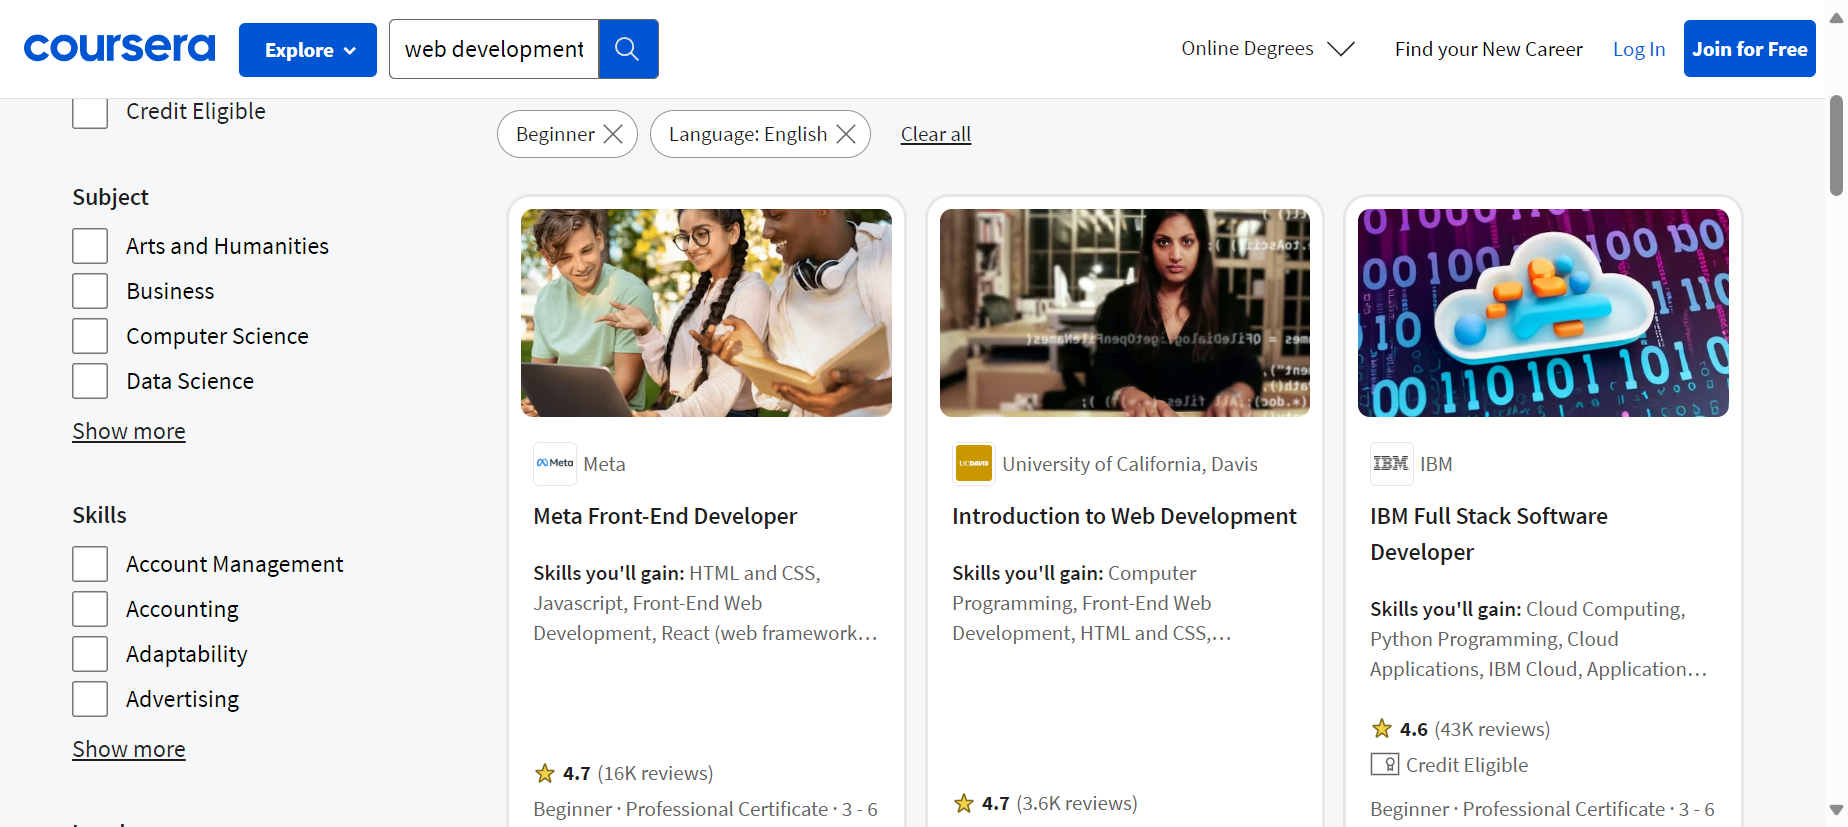 coursera
Explore
web development
Online Degrees
Find your New Career
Log In
Join for Free
Credit Eligible
Subject
Arts and Humanities
Business
Computer Science
Data Science
Show more
Skills
Account Management
Accounting
Adaptability
Advertising
Show more
Beginner
Language: English
Clear all
Meta
Meta
Meta Front-End Developer
Skills you'll gain: HTML and CSS,
Javascript, Front-End Web
Development, React (web framework...
4.7 (16K reviews)
Beginner · Professional Certificate · 3 - 6
UCDAVIS
University of California, Davis
Introduction to Web Development
Skills you'll gain: Computer
Programming, Front-End Web
Development, HTML and CSS,...
4.7 (3.6K reviews)
IBM
IBM
IBM Full Stack Software
Developer
Skills you'll gain: Cloud Computing,
Python Programming, Cloud
Applications, IBM Cloud, Application...
4.6 (43K reviews)
Credit Eligible
Beginner · Professional Certificate · 3 - 6